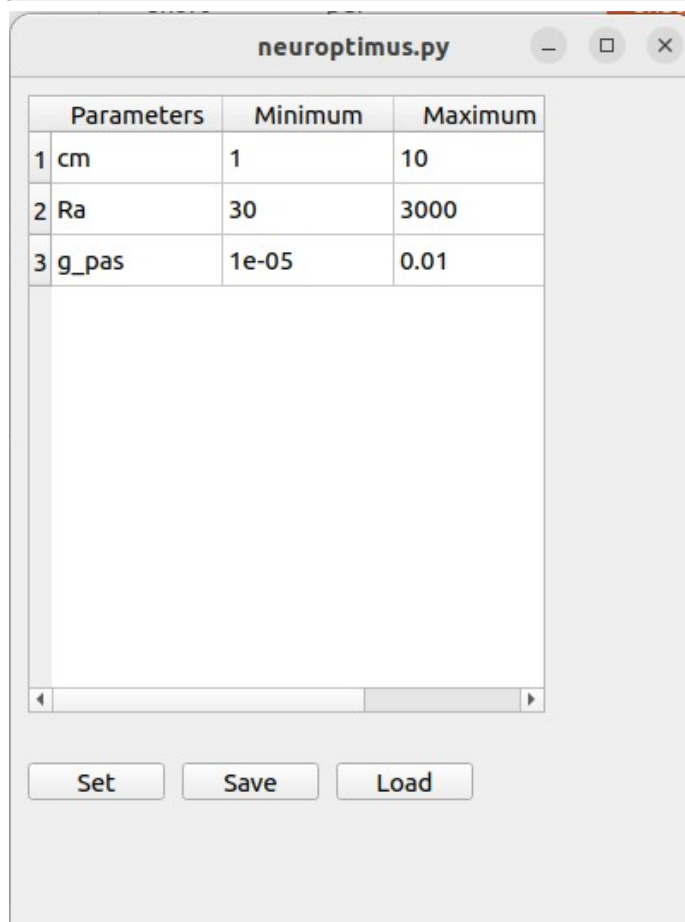 neuroptimus.py
Parameters Minimum Maximum
1 cm 1 10
2 Ra 30 3000
3 g_pas 1e-05 0.01
Set Save Load